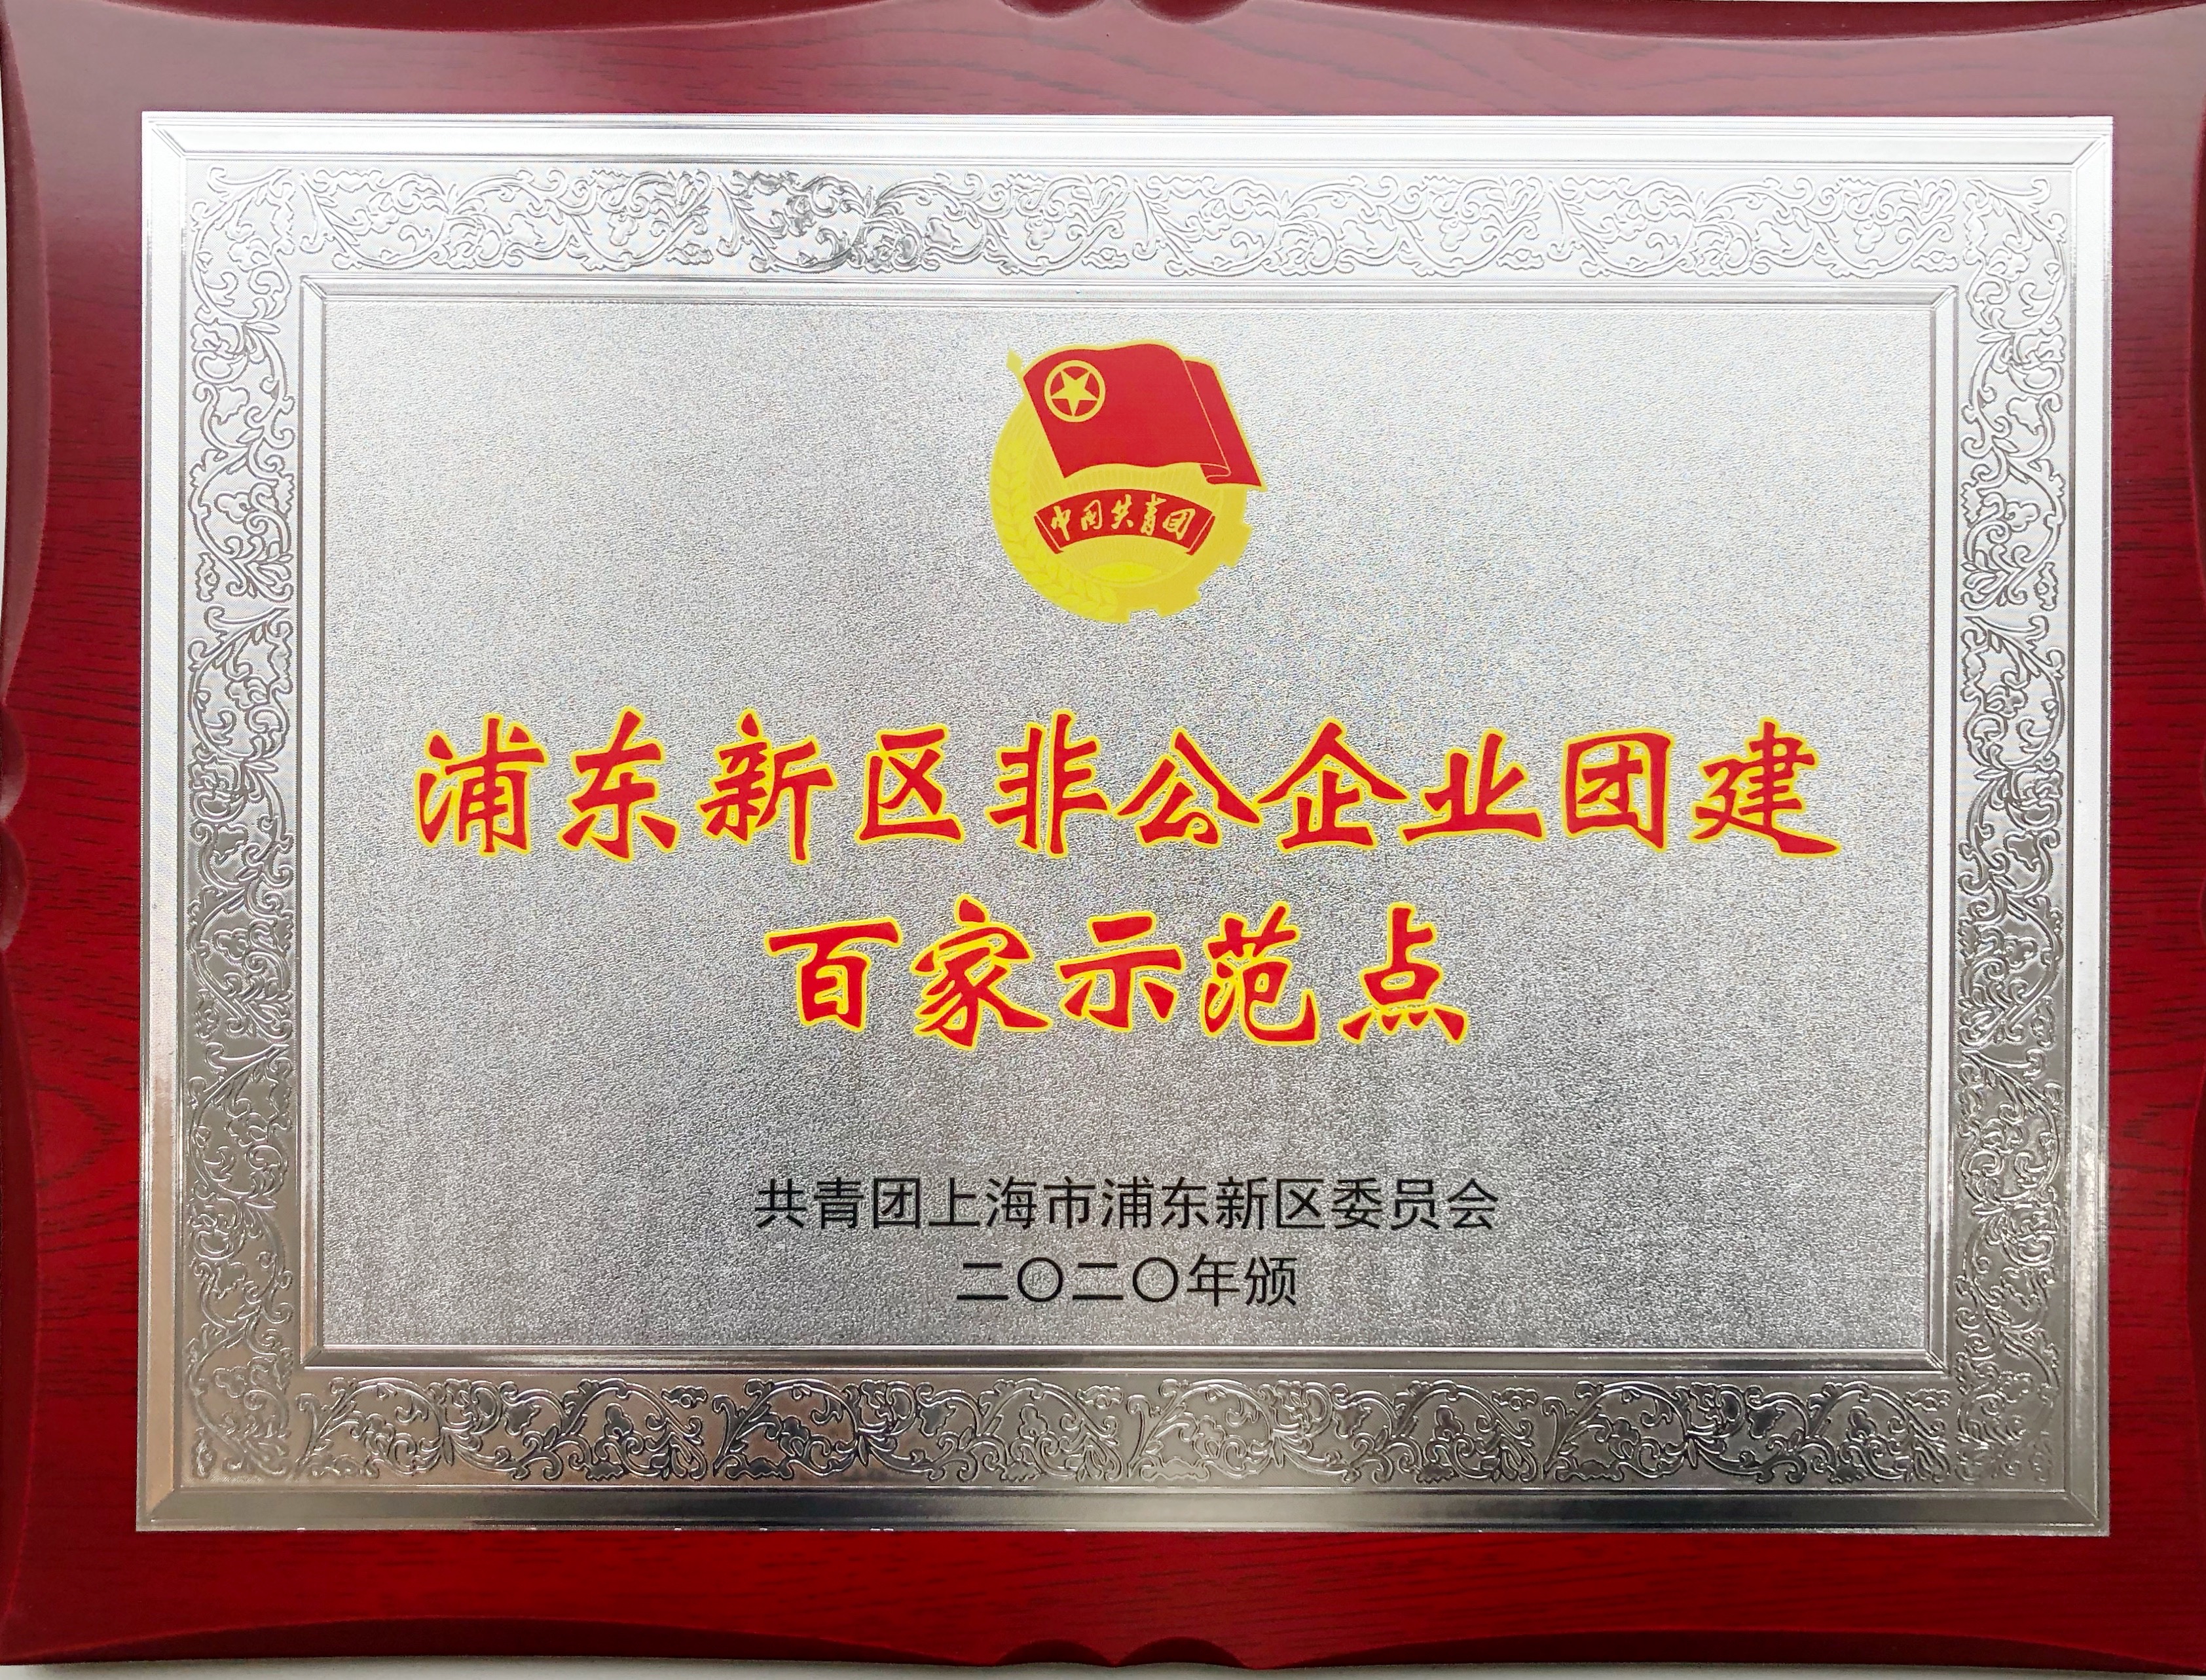 中国共青团
浦东新区非公企业团建
百家示范点
共青团上海市浦东新区委员会
二〇二〇年颁